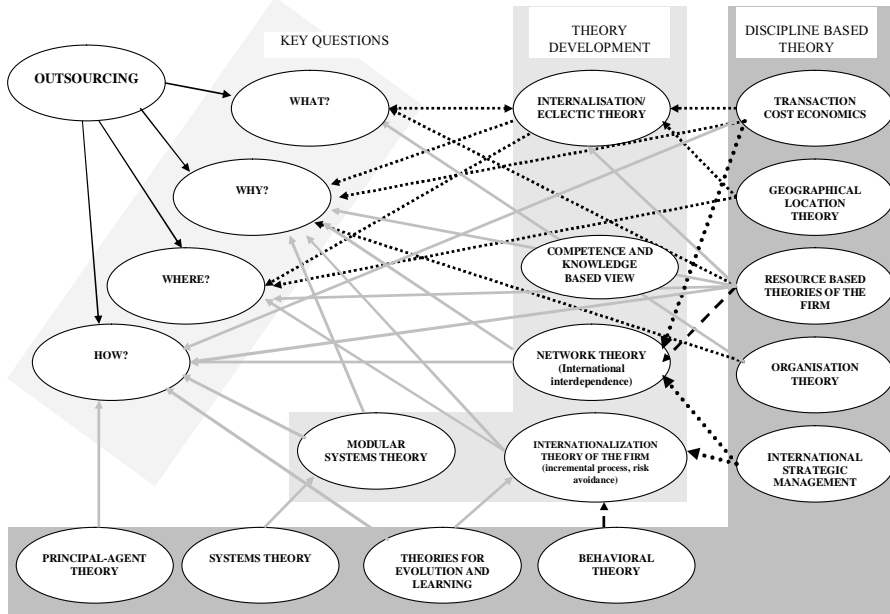 KEY QUESTIONS
THEORY
DEVELOPMENT
DISCIPLINE BASED
THEORY
OUTSOURCING
WHAT?
WHY?
WHERE?
HOW?
INTERNALISATION/
ECLECTIC THEORY
COMPETENCE AND
KNOWLEDGE
BASED VIEW
NETWORK THEORY
(International
interdependence)
MODULAR
SYSTEMS THEORY
INTERNATIONALIZATION
THEORY OF THE FIRM
(incremental process, risk
avoidance)
TRANSACTION
COST ECONOMICS
GEOGRAPHICAL
LOCATION
THEORY
RESOURCE BASED
THEORIES OF THE
FIRM
ORGANISATION
THEORY
INTERNATIONAL
STRATEGIC
MANAGEMENT
PRINCIPAL-AGENT
THEORY
SYSTEMS THEORY
THEORIES FOR
EVOLUTION AND
LEARNING
BEHAVIORAL
THEORY